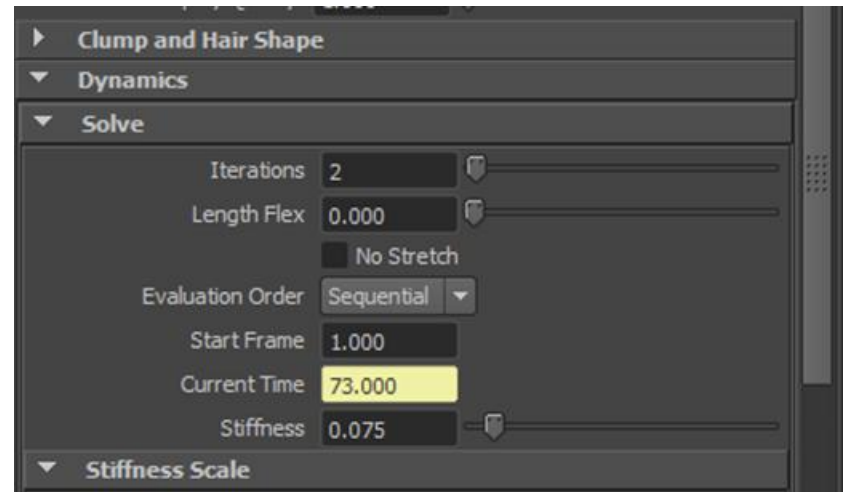 Clump and Hair Shape
Dynamics
Solve
Iterations 2
Length Flex 0.000
No Stretch
Evaluation Order Sequential
Start Frame 1.000
Current Time 73.000
Stiffness 0.075
Stiffness Scale